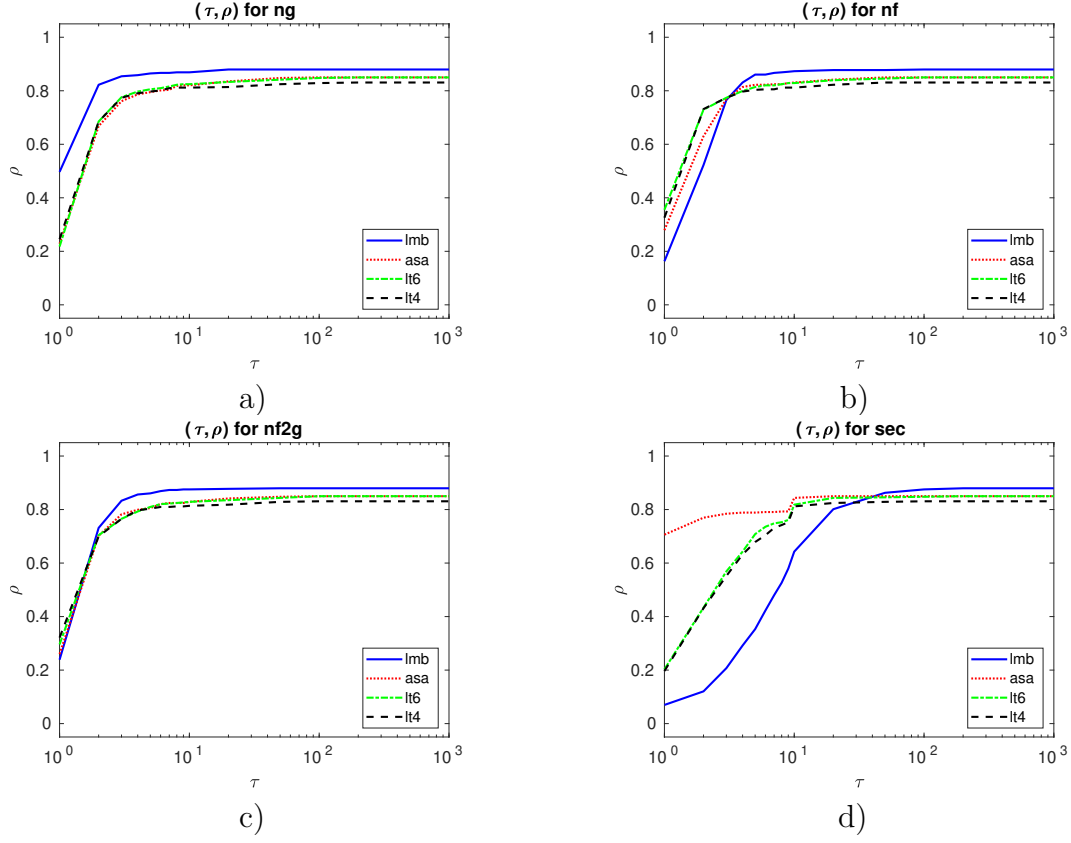 (τ, ρ) for ng
1
0.8
0.6
0.4
0.2
0
ρ
10^0
10^1
10^2
10^3
τ
lmb
asa
lt6
lt4
a)
(τ, ρ) for nf
1
0.8
0.6
0.4
0.2
0
ρ
10^0
10^1
10^2
10^3
τ
lmb
asa
lt6
lt4
b)
(τ, ρ) for nf2g
1
0.8
0.6
0.4
0.2
0
ρ
10^0
10^1
10^2
10^3
τ
lmb
asa
lt6
lt4
c)
(τ, ρ) for sec
1
0.8
0.6
0.4
0.2
0
ρ
10^0
10^1
10^2
10^3
τ
lmb
asa
lt6
lt4
d)